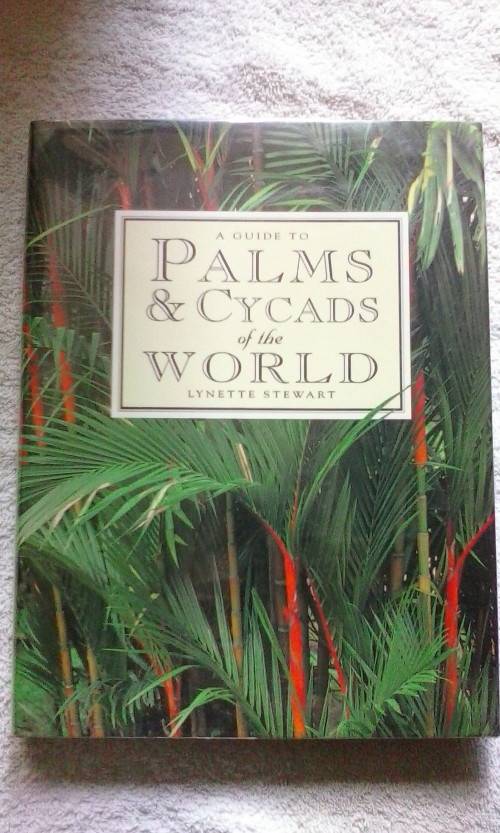 A GUIDE TO
PALMS
& CYCADS
of the
WORLD
LYNETTE STEWART